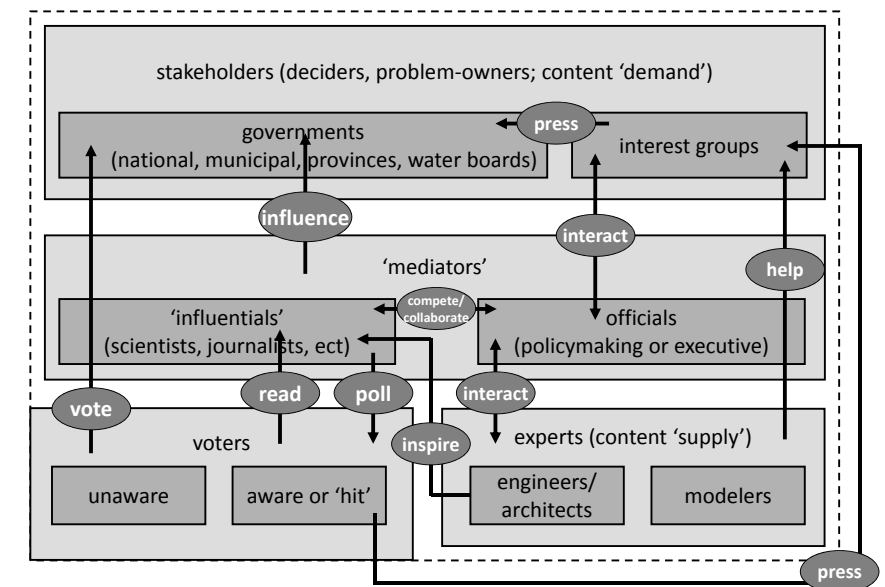 stakeholders (deciders, problem-owners; content ‘demand’)
press
governments
(national, municipal, provinces, water boards)
interest groups
influence
interact
‘mediators’
help
compete/
collaborate
‘influentials’
(scientists, journalists, ect)
officials
(policymaking or executive)
vote
read
poll
interact
voters
inspire
experts (content ‘supply’)
unaware
aware or ‘hit’
engineers/
architects
modelers
press